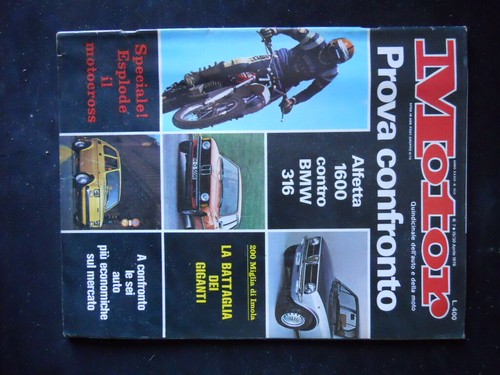 Motor
Quindicinale dell'auto e della moto
L. 400
Prova confronto
Alfetta
1600
contro
BMW
316
Speciale!
Esplode
il
motocross
200 Miglia di Imola
LA BATTAGLIA
DEI
GIGANTI
A confronto
le sei
auto
più economiche
sul mercato